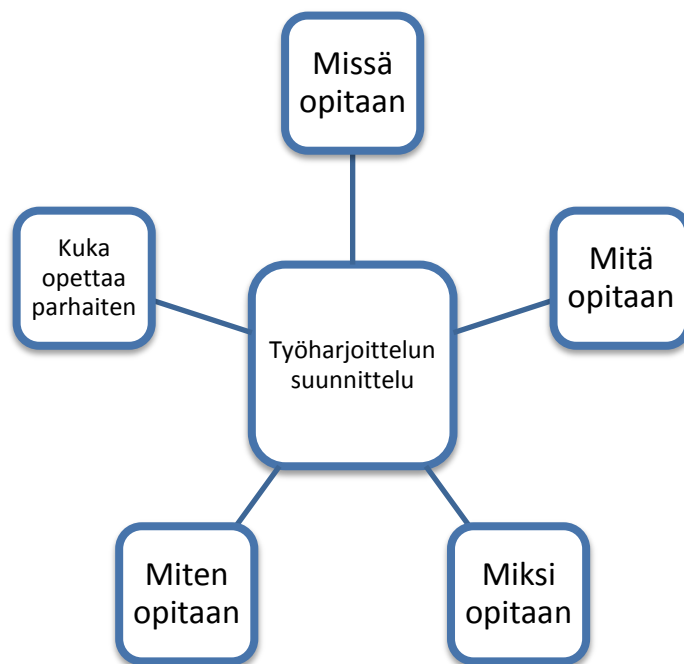 Missä
opitaan
Kuka
opettaa
parhaiten
Mitä
opitaan
Työharjoittelun
suunnittelu
Miten
opitaan
Miksi
opitaan